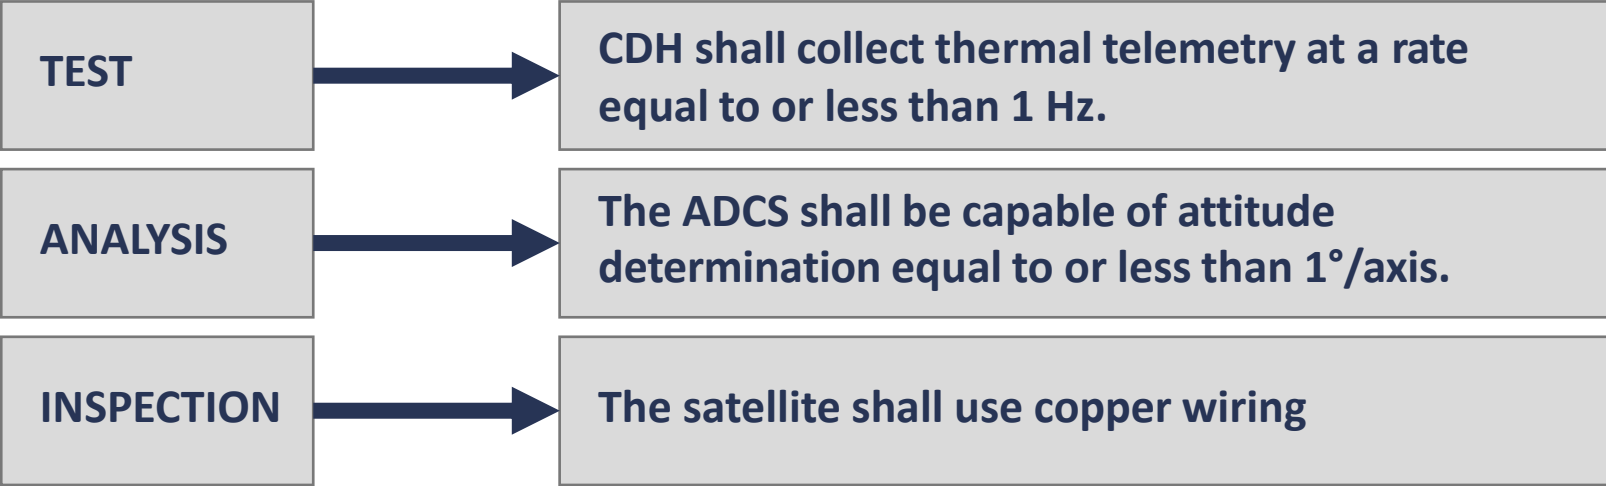 TEST
CDH shall collect thermal telemetry at a rate
equal to or less than 1 Hz.
ANALYSIS
The ADCS shall be capable of attitude
determination equal to or less than 1°/axis.
INSPECTION
The satellite shall use copper wiring